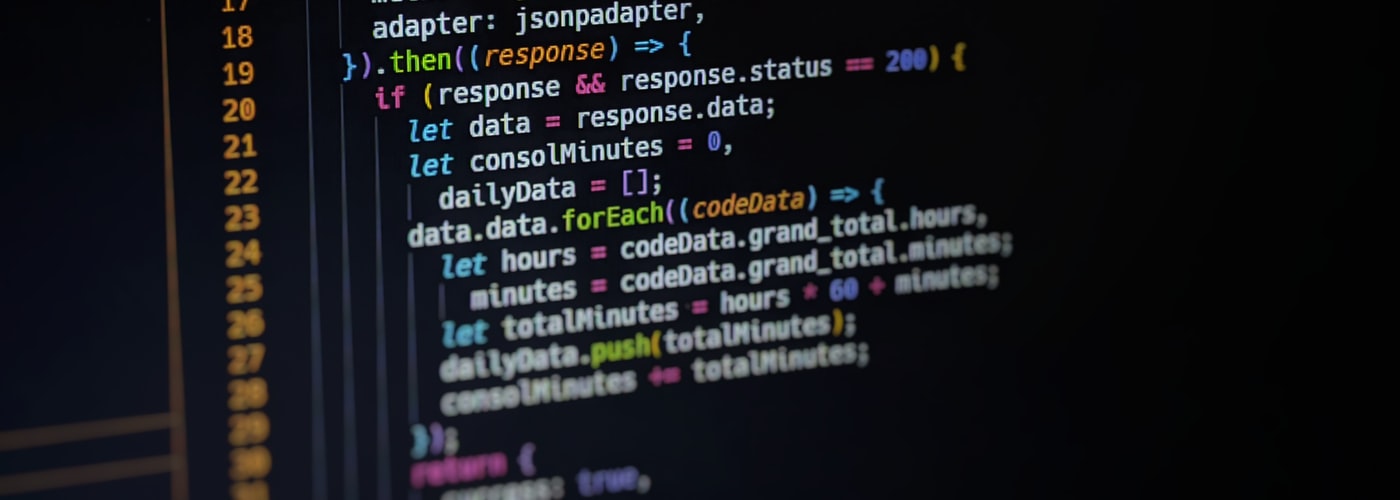 17
18 adapter: jsonpadapter,
19 }).then((response) => {
20 if (response && response.status == 200) {
21 let data = response.data;
22 let consolMinutes = 0,
23 dailyData = [];
24 data.data.forEach((codeData) => {
25 let hours = codeData.grand_total.hours,
26 minutes = codeData.grand_total.minutes;
27 let totalMinutes = hours * 60 + minutes;
28 dailyData.push(totalMinutes);
29 consolMinutes += totalMinutes;
30 });
return {
success: true,